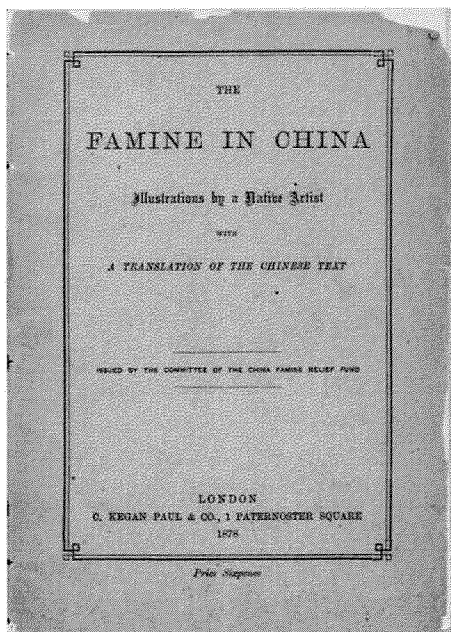 THE
FAMINE IN CHINA
Illustrations by a Native Artist
WITH
A TRANSLATION OF THE CHINESE TEXT
ISSUED BY THE COMMITTEE OF THE CHINA FAMINE RELIEF FUND
LONDON
C. KEGAN PAUL & CO., 1 PATERNOSTER SQUARE
1878
Price Sixpence